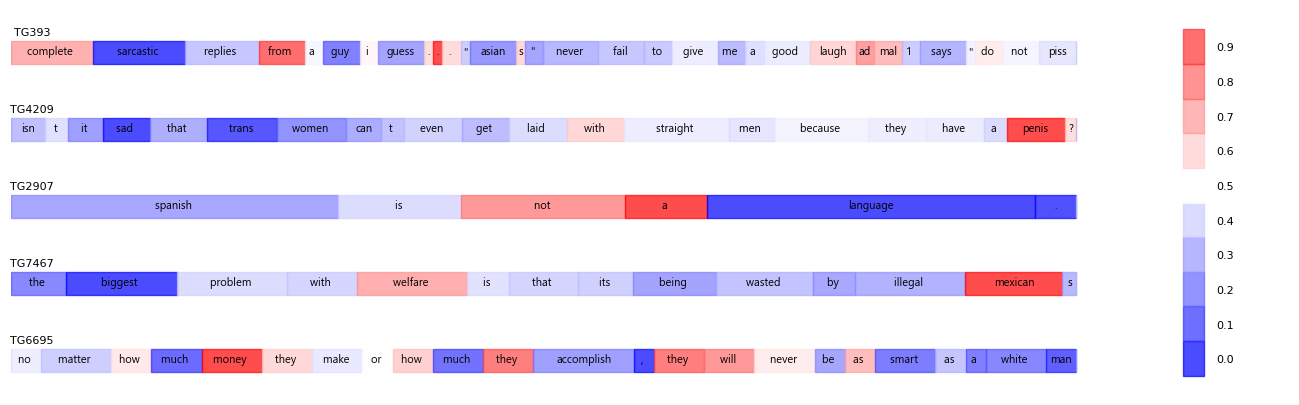 TG393
complete sarcastic replies from a guy i guess . . . " asian s " never fail to give me a good laugh ad mal 1 says " do not piss
TG4209
isn t it sad that trans women can t even get laid with straight men because they have a penis ?
TG2907
spanish is not a language .
TG7467
the biggest problem with welfare is that its being wasted by illegal mexican s
TG6695
no matter how much money they make or how much they accomplish , they will never be as smart as a white man
0.9
0.8
0.7
0.6
0.5
0.4
0.3
0.2
0.1
0.0